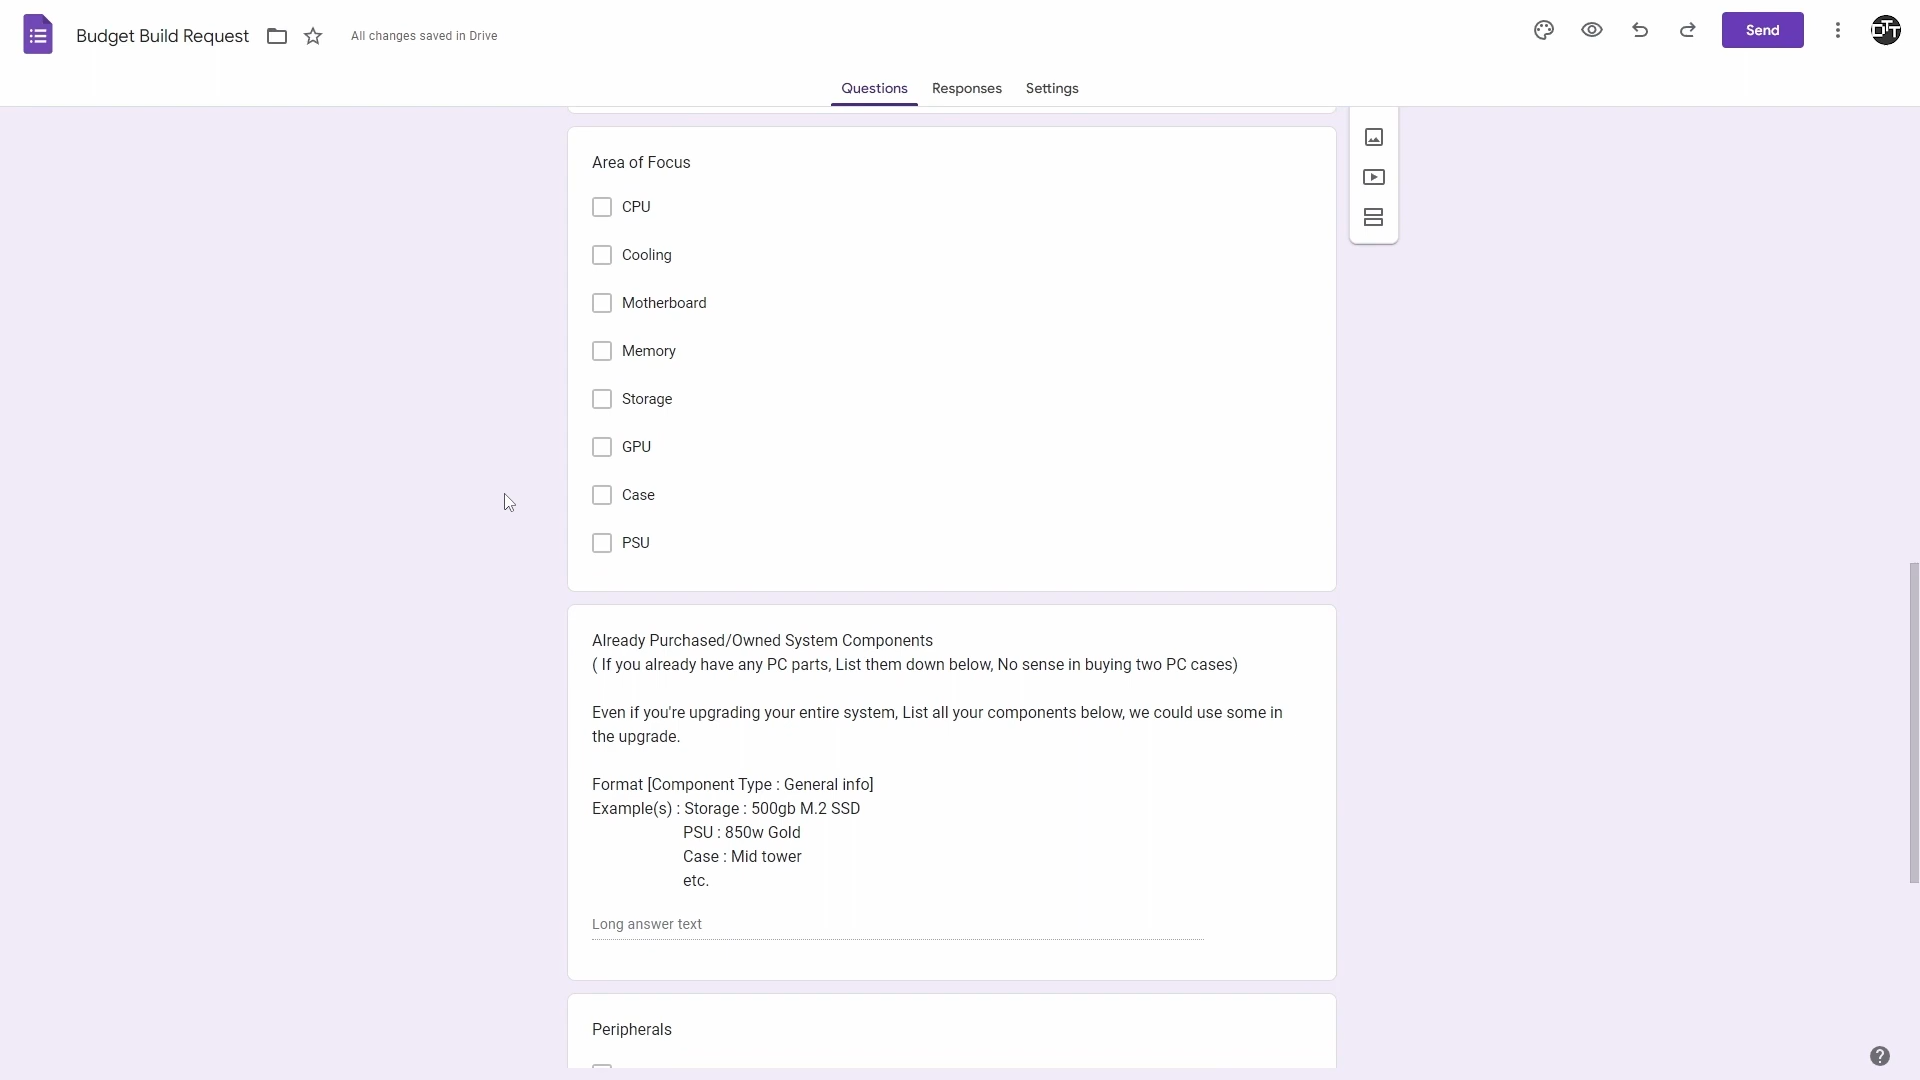 Budget Build Request
All changes saved in Drive
Send
DTT
Questions Responses Settings
Area of Focus
CPU
Cooling
Motherboard
Memory
Storage
GPU
Case
PSU
Already Purchased/Owned System Components
( If you already have any PC parts, List them down below, No sense in buying two PC cases)
Even if you're upgrading your entire system, List all your components below, we could use some in
the upgrade.
Format [Component Type : General info]
Example(s) : Storage : 500gb M.2 SSD
PSU : 850w Gold
Case : Mid tower
etc.
Long answer text
Peripherals